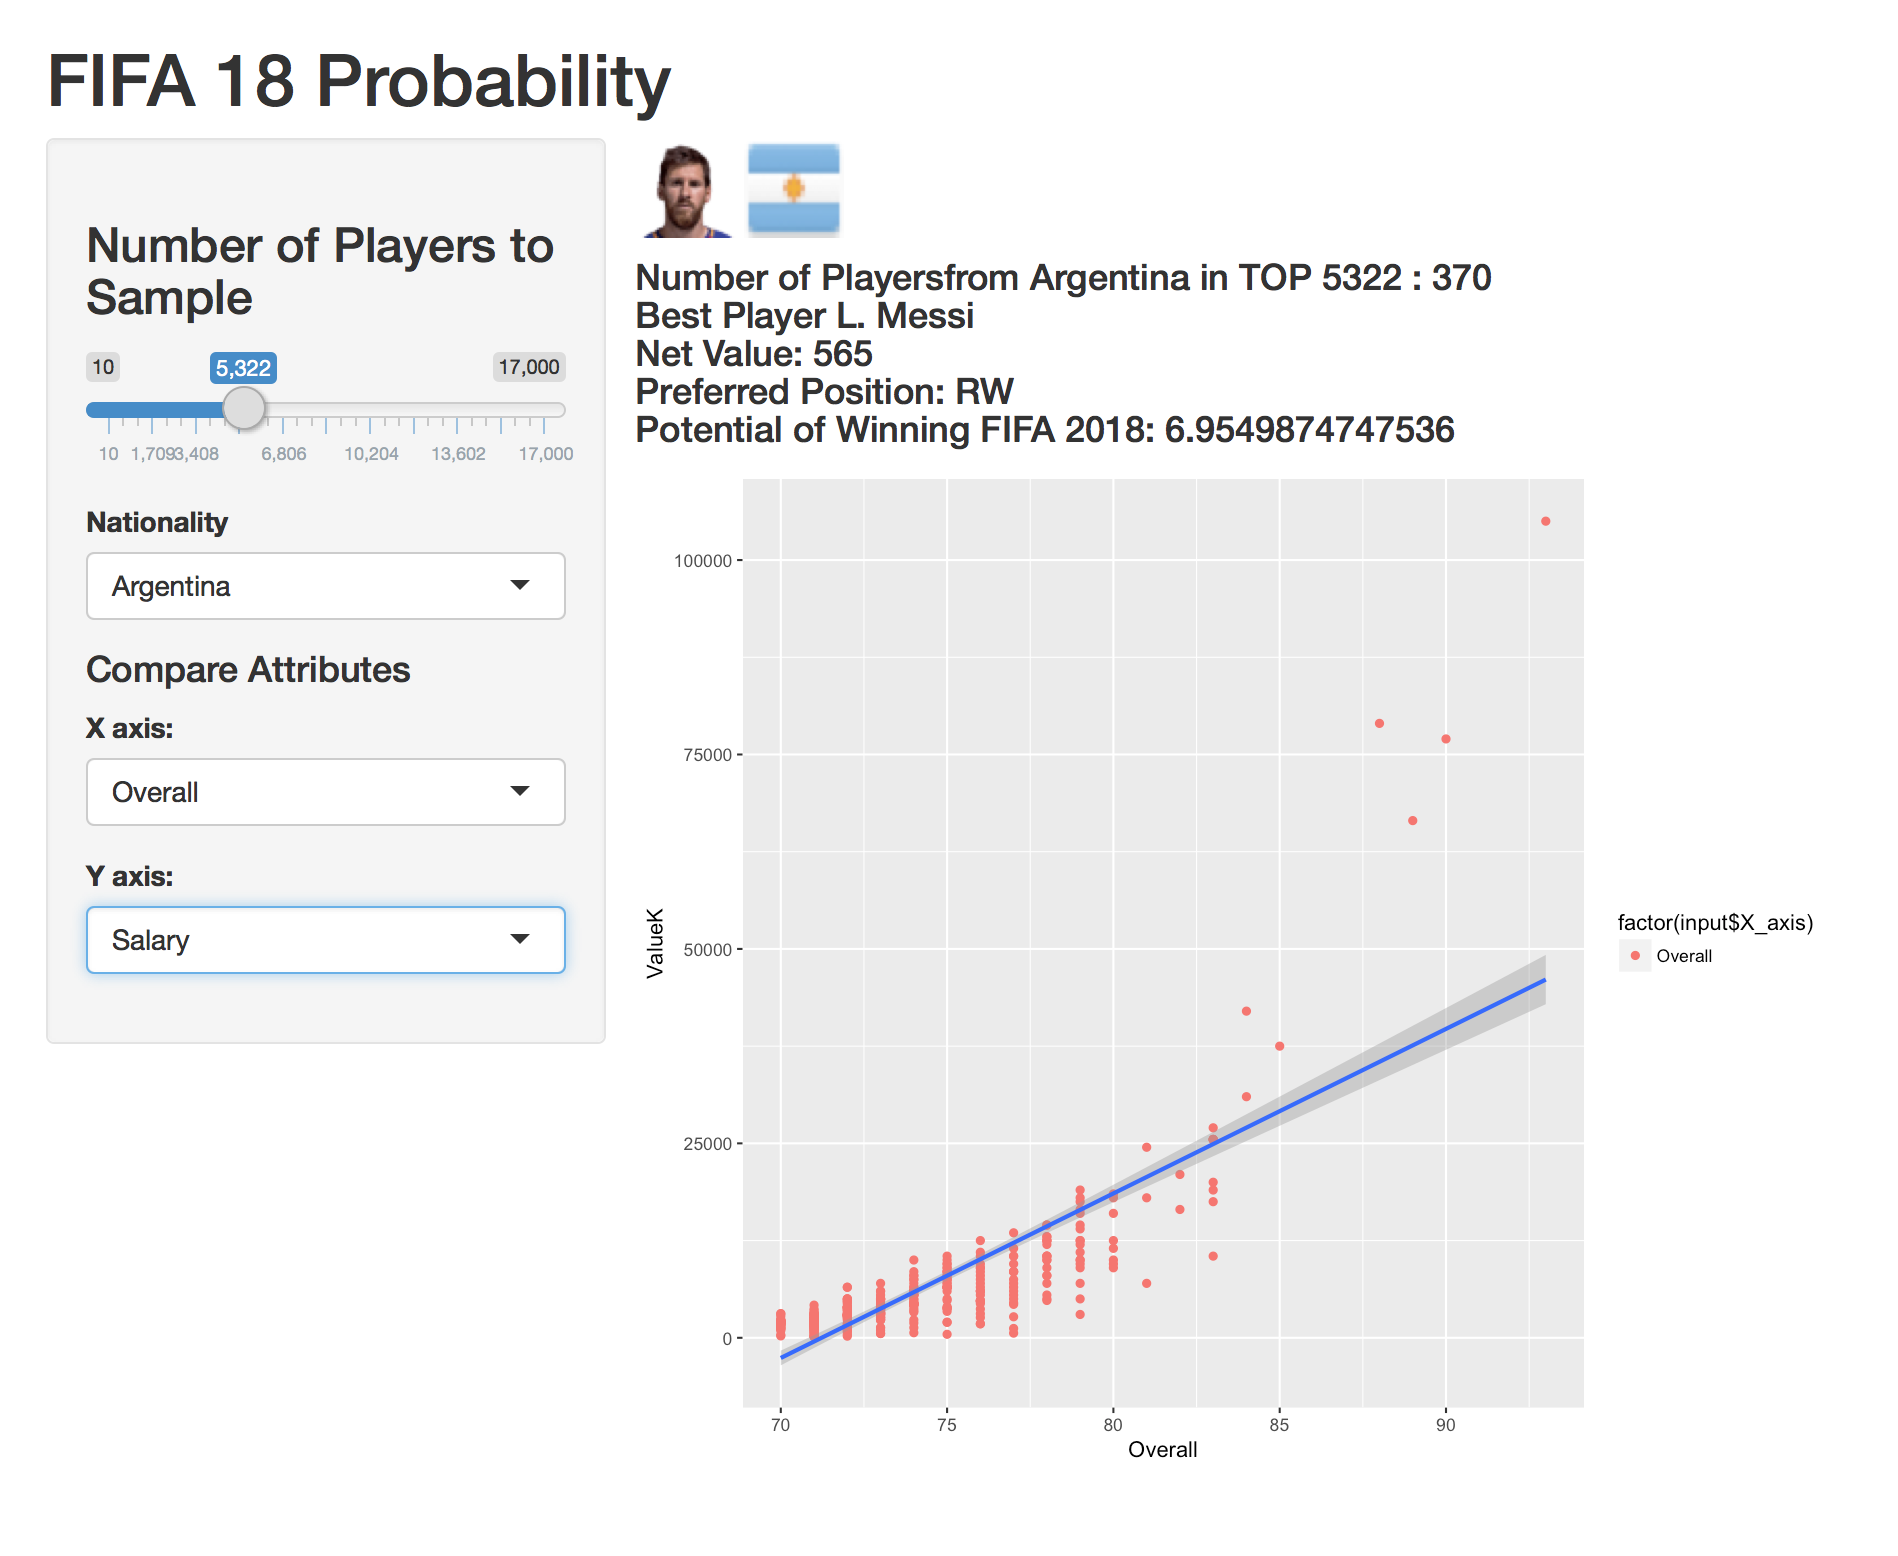 FIFA 18 Probability
Number of Players to
Sample
10
5,322
17,000
10 1,709 3,408 6,806 10,204 13,602 17,000
Nationality
Argentina
Compare Attributes
X axis:
Overall
Y axis:
Salary
Number of Playersfrom Argentina in TOP 5322 : 370
Best Player L. Messi
Net Value: 565
Preferred Position: RW
Potential of Winning FIFA 2018: 6.9549874747536
100000
75000
50000
25000
0
ValueK
70 75 80 85 90
Overall
factor(input$X_axis)
Overall